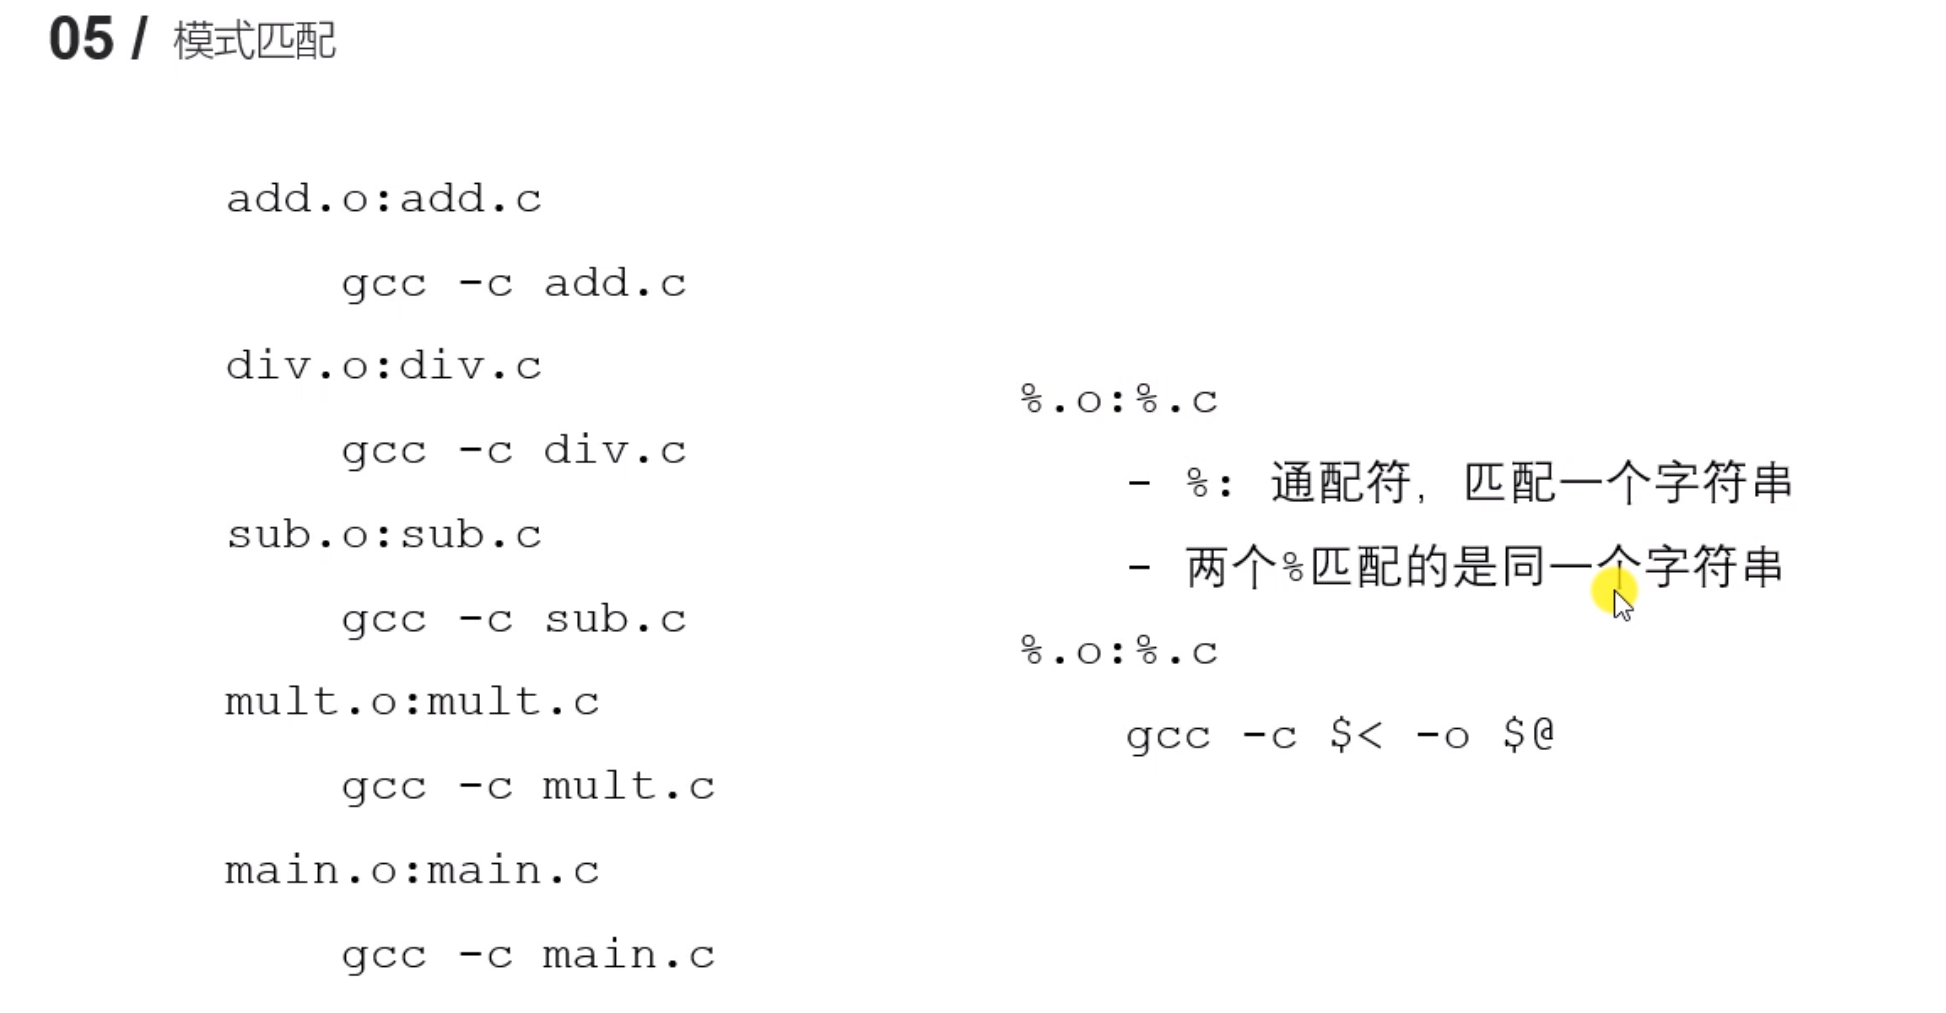 05 / 模式匹配
add.o:add.c
gcc -c add.c
div.o:div.c
gcc -c div.c
sub.o:sub.c
gcc -c sub.c
mult.o:mult.c
gcc -c mult.c
main.o:main.c
gcc -c main.c
%.o:%.c
- %: 通配符, 匹配一个字符串
- 两个%匹配的是同一个字符串
%.o:%.c
gcc -c $< -o $@